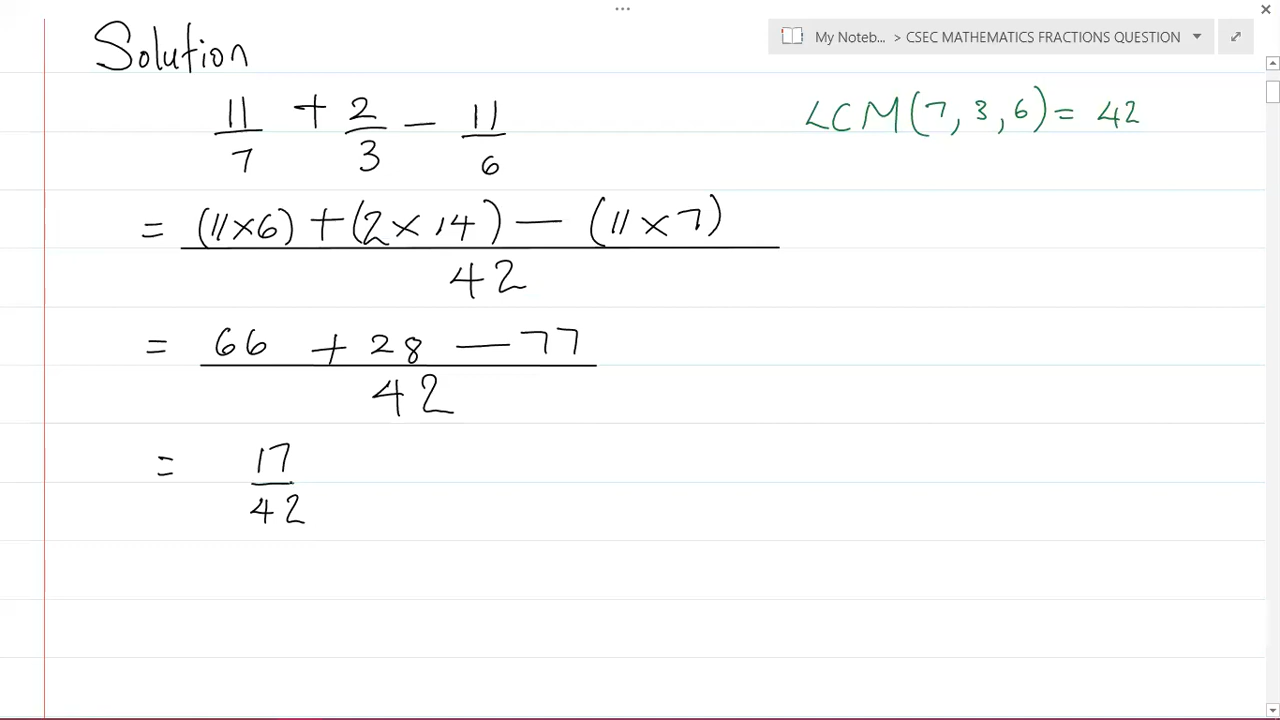 ...
My Noteb... > CSEC MATHEMATICS FRACTIONS QUESTION
Solution
11/7 + 2/3 − 11/6
LCM(7, 3, 6) = 42
= (11×6) + (2×14) − (11×7) / 42
= 66 + 28 − 77 / 42
= 17/42